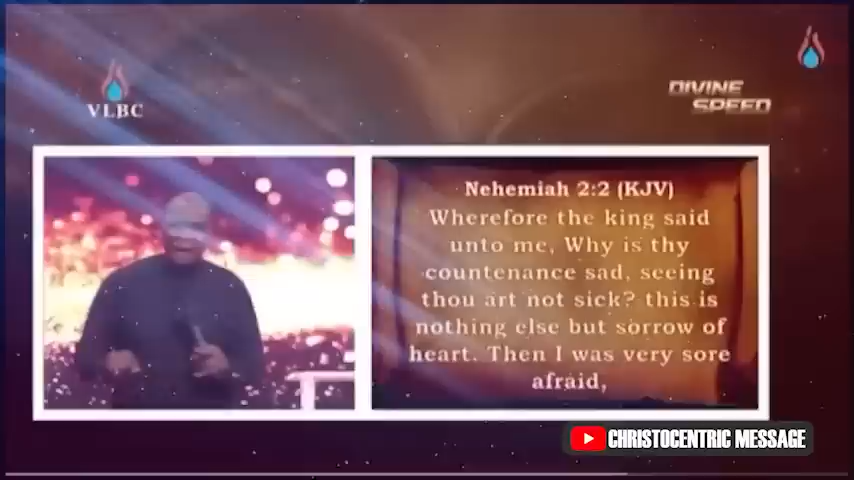 VLBC
DIVINE
SPEED
Nehemiah 2:2 (KJV)
Wherefore the king said
unto me, Why is thy
countenance sad, seeing
thou art not sick? this is
nothing else but sorrow of
heart. Then I was very sore
afraid,
CHRISTOCENTRIC MESSAGE